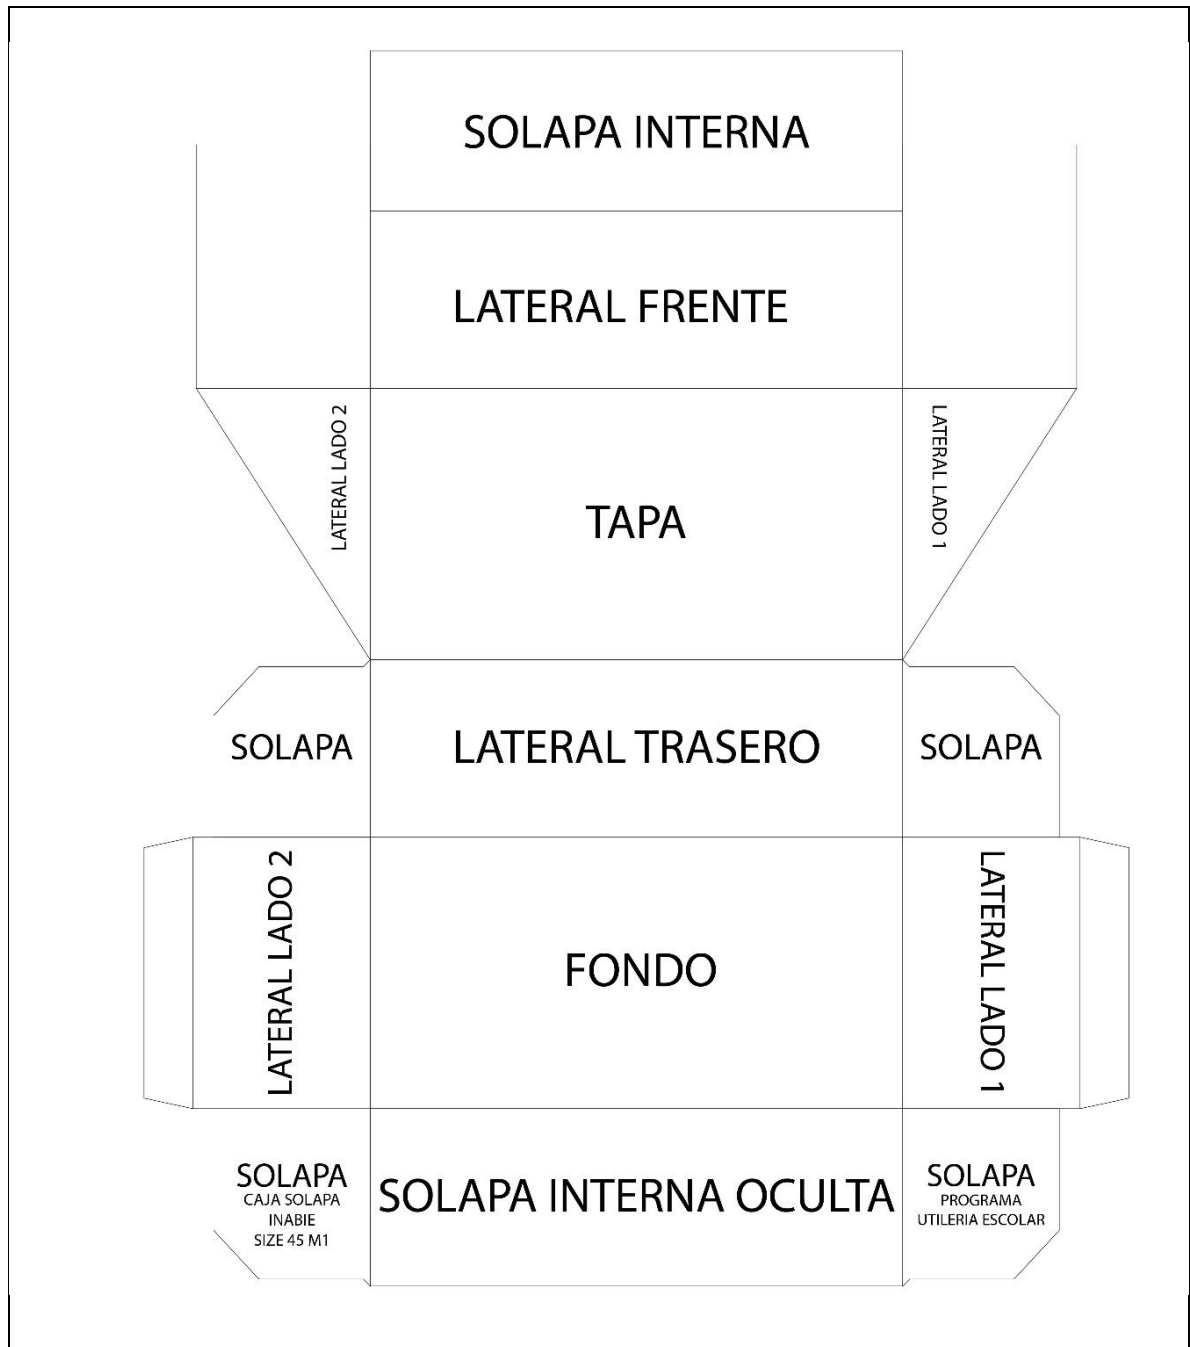 SOLAPA INTERNA
LATERAL FRENTE
LATERAL LADO 2
TAPA
LATERAL LADO 1
SOLAPA
LATERAL TRASERO
SOLAPA
LATERAL LADO 2
FONDO
LATERAL LADO 1
SOLAPA
CAJA SOLAPA
INABIE
SIZE 45 M1
SOLAPA INTERNA OCULTA
SOLAPA
PROGRAMA
UTILERIA ESCOLAR